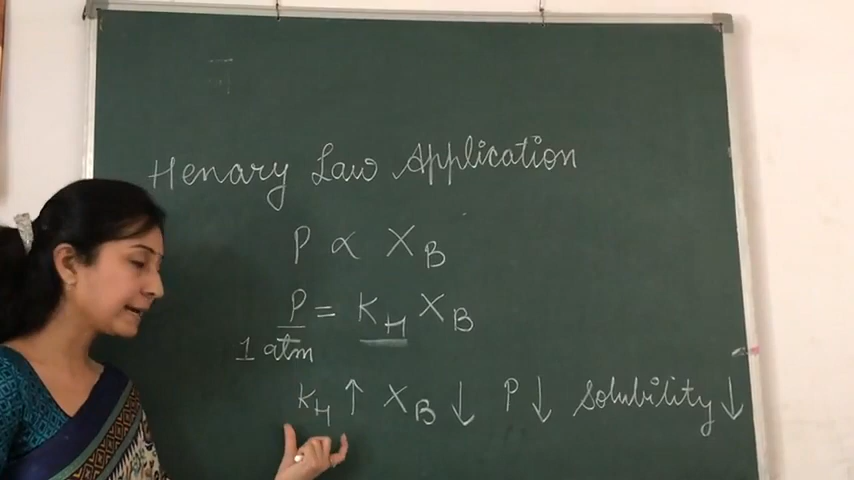 Henary Law Application
P ∝ X_B
P = K_H X_B
1 atm
K_H ↑ X_B ↓ P ↓ Solubility ↓